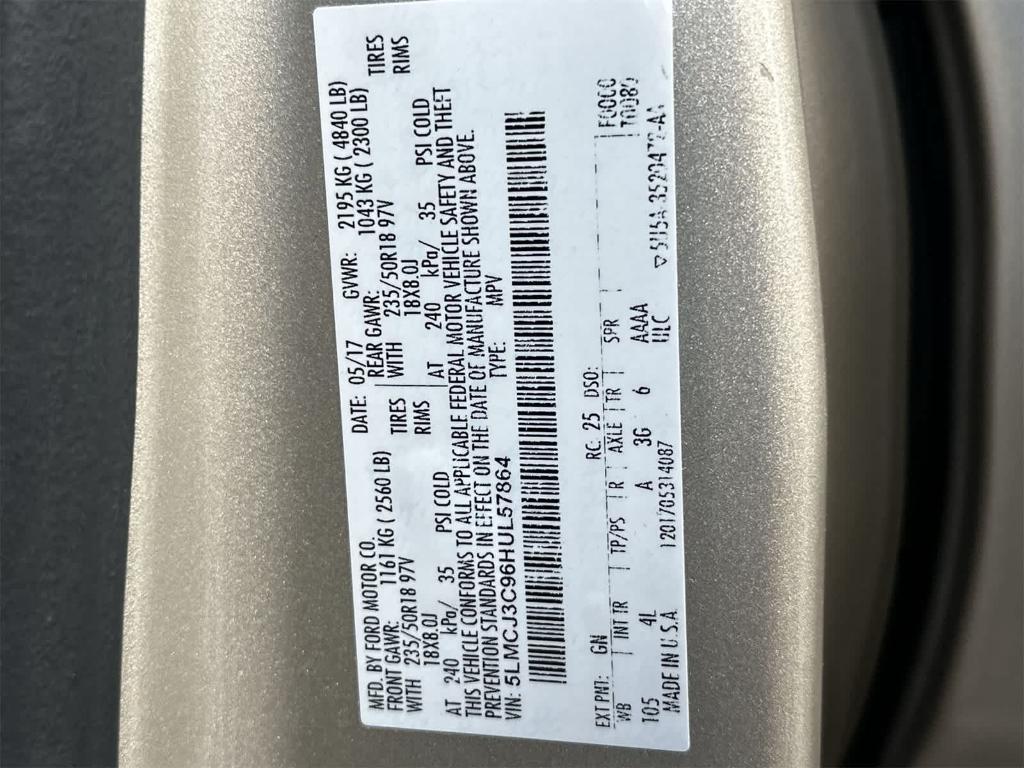 MFD. BY FORD MOTOR CO.
DATE: 05/17 GVWR: 2195 KG ( 4840 LB)
FRONT GAWR: 1161 KG ( 2560 LB) REAR GAWR: 1043 KG ( 2300 LB)
WITH 235/50R18 97V TIRES WITH 235/50R18 97V TIRES
18X8.0J RIMS 18X8.0J RIMS
AT 240 kPa/ 35 PSI COLD AT 240 kPa/ 35 PSI COLD
THIS VEHICLE CONFORMS TO ALL APPLICABLE FEDERAL MOTOR VEHICLE SAFETY AND THEFT
PREVENTION STANDARDS IN EFFECT ON THE DATE OF MANUFACTURE SHOWN ABOVE.
VIN: 5LMCJ3C96HUL57864 TYPE: MPV
EXT PNT: GN RC: 25 DSO: F0000
WB INT TR TP/PS R AXLE TR SPR T0080
105 4L A 3G 6 AAAA
1201705314087 ULC
MADE IN U.S.A.